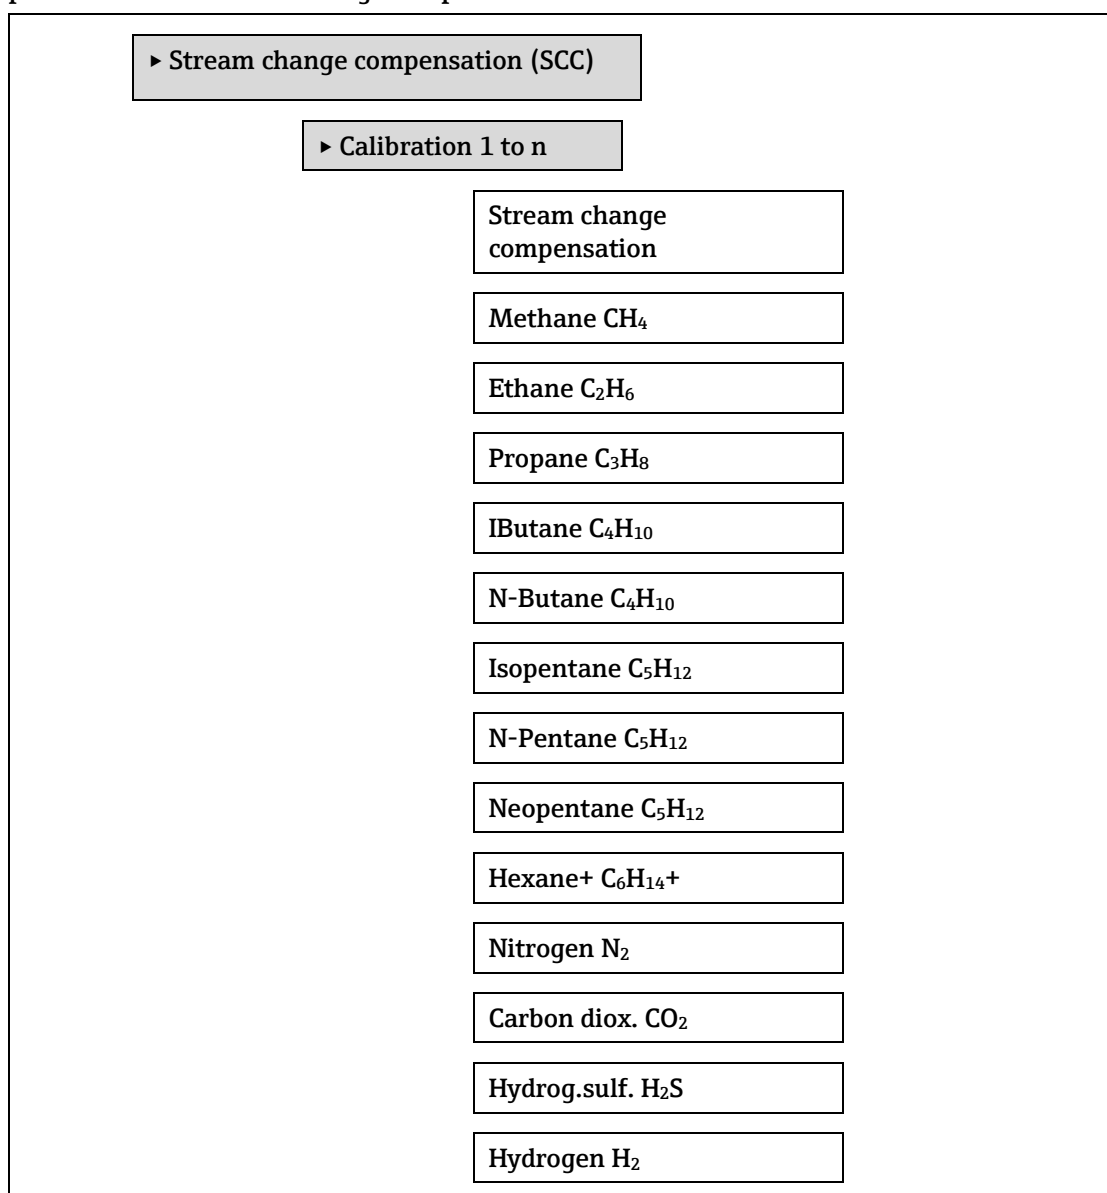 ▸ Stream change compensation (SCC)
▸ Calibration 1 to n
Stream change
compensation
Methane CH₄
Ethane C₂H₆
Propane C₃H₈
IButane C₄H₁₀
N-Butane C₄H₁₀
Isopentane C₅H₁₂
N-Pentane C₅H₁₂
Neopentane C₅H₁₂
Hexane+ C₆H₁₄+
Nitrogen N₂
Carbon diox. CO₂
Hydrog.sulf. H₂S
Hydrogen H₂